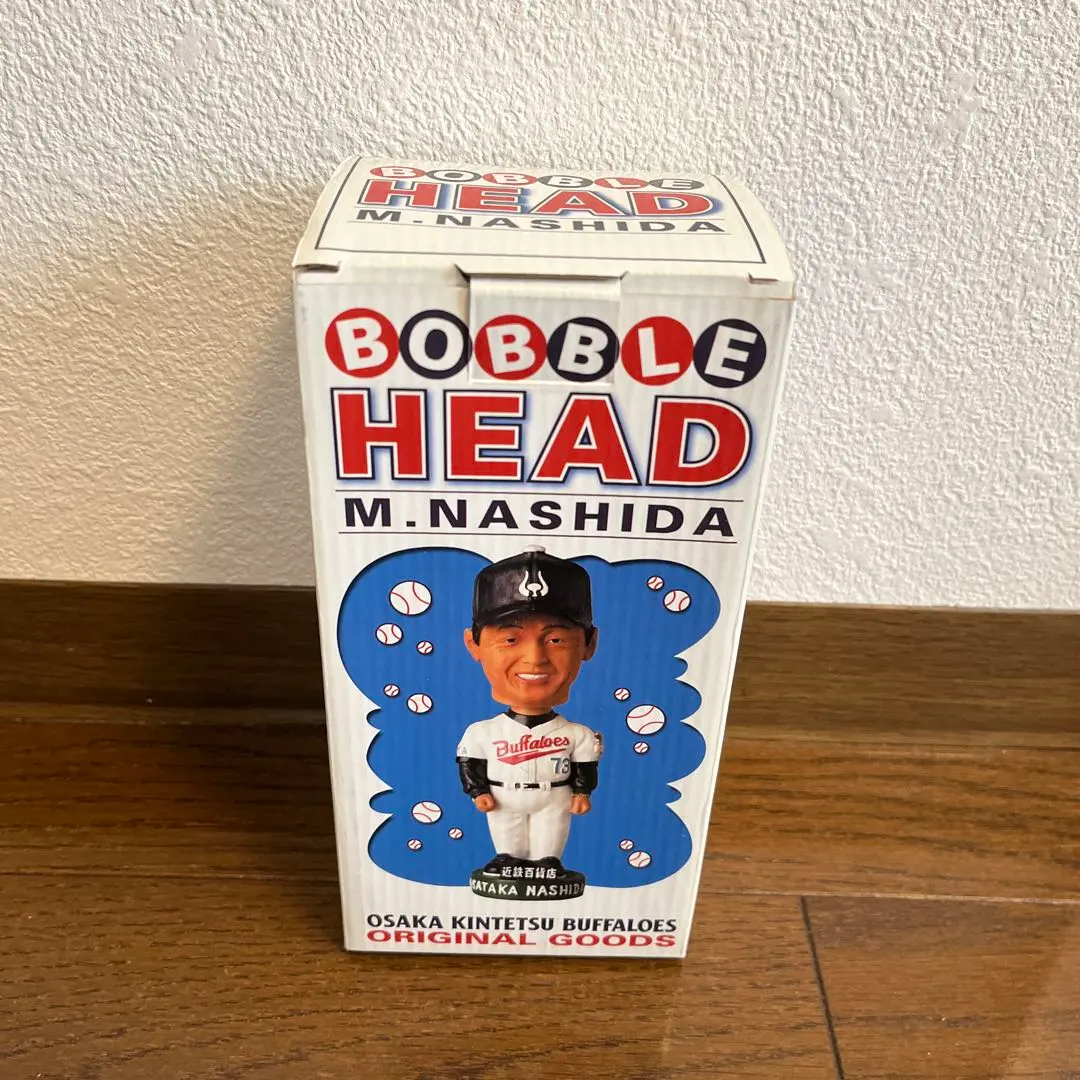 BOBBLE
HEAD
M.NASHIDA
BOBBLE
HEAD
M.NASHIDA
Buffaloes
73
近鉄百貨店
SATAKA NASHIDA
OSAKA KINTETSU BUFFALOES
ORIGINAL GOODS